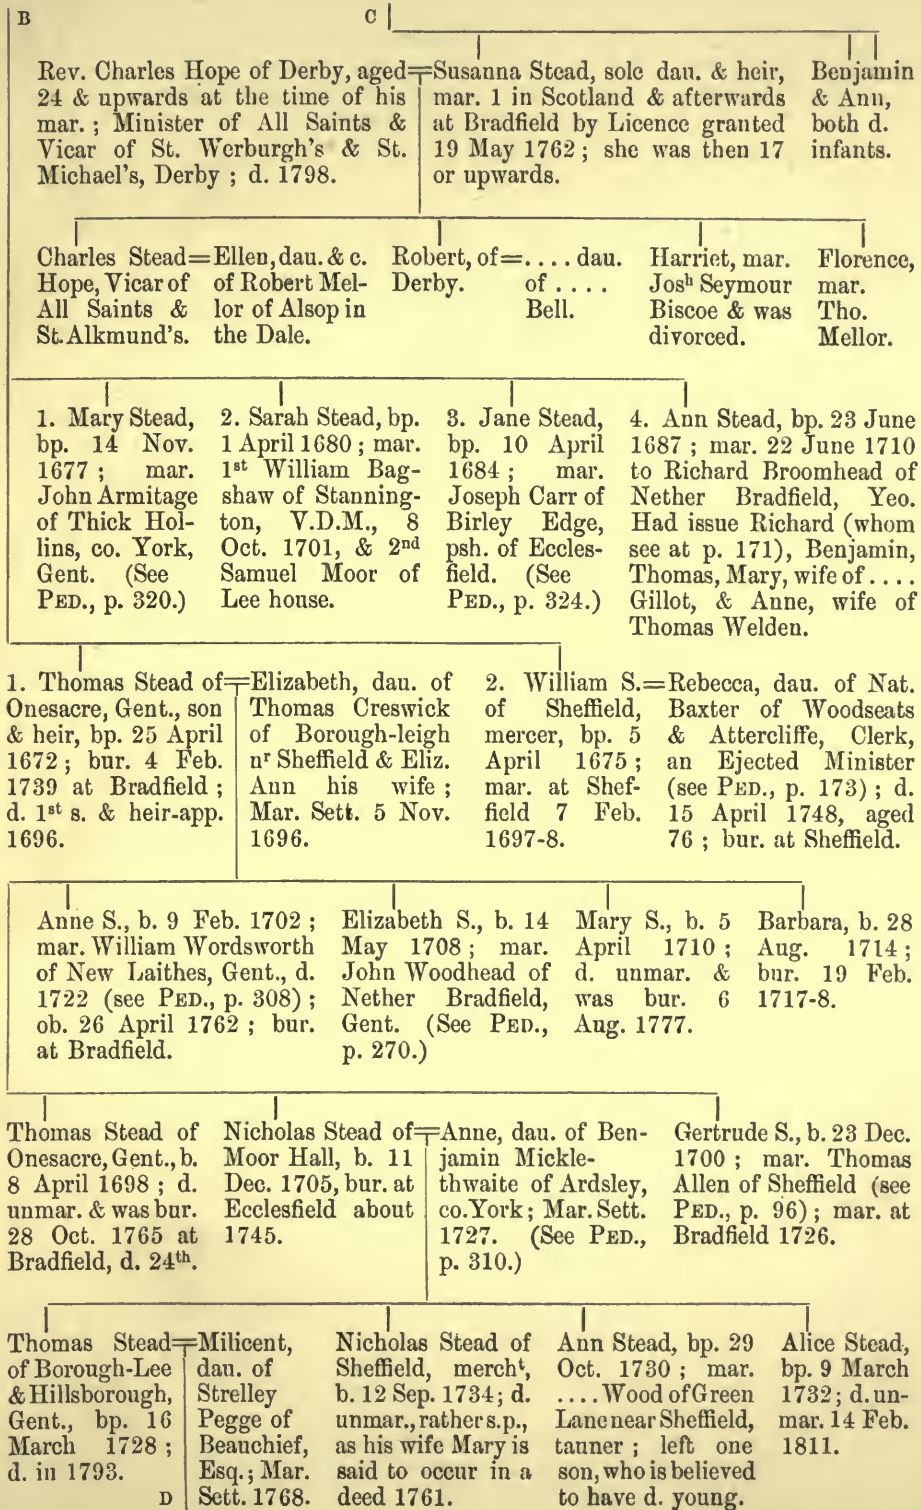 B
C
Rev. Charles Hope of Derby, aged
24 & upwards at the time of his
mar. ; Minister of All Saints &
Vicar of St. Werburgh's & St.
Michael's, Derby ; d. 1798.
=Susanna Stead, sole dau. & heir,
mar. 1 in Scotland & afterwards
at Bradfield by Licence granted
19 May 1762 ; she was then 17
or upwards.
Benjamin
& Ann,
both d.
infants.
Charles Stead=
Hope, Vicar of
All Saints &
St. Alkmund's.
Ellen, dau. & c.
of Robert Mel-
lor of Alsop in
the Dale.
Robert, of=
Derby.
.... dau.
of ....
Bell.
Harriet, mar.
Josh Seymour
Biscoe & was
divorced.
Florence,
mar.
Tho.
Mellor.
1. Mary Stead,
bp. 14 Nov.
1677 ; mar.
John Armitage
of Thick Hol-
lins, co. York,
Gent. (See
PED., p. 320.)
2. Sarah Stead, bp.
1 April 1680 ; mar.
1st William Bag-
shaw of Stanning-
ton, V.D.M., 8
Oct. 1701, & 2nd
Samuel Moor of
Lee house.
3. Jane Stead,
bp. 10 April
1684 ; mar.
Joseph Carr of
Birley Edge,
psh. of Eccles-
field. (See
PED., p. 324.)
4. Ann Stead, bp. 23 June
1687 ; mar. 22 June 1710
to Richard Broomhead of
Nether Bradfield, Yeo.
Had issue Richard (whom
see at p. 171), Benjamin,
Thomas, Mary, wife of ....
Gillot, & Anne, wife of
Thomas Welden.
1. Thomas Stead of=
Onesacre, Gent., son
& heir, bp. 25 April
1672 ; bur. 4 Feb.
1739 at Bradfield ;
d. 1st s. & heir-app.
1696.
Elizabeth, dau. of
Thomas Creswick
of Borough-leigh
nr Sheffield & Eliz.
Ann his wife ;
Mar. Sett. 5 Nov.
1696.
2. William S.=
of Sheffield,
mercer, bp. 5
April 1675 ;
mar. at Shef-
field 7 Feb.
1697-8.
Rebecca, dau. of Nat.
Baxter of Woodseats
& Attercliffe, Clerk,
an Ejected Minister
(see PED., p. 173) ; d.
15 April 1748, aged
76 ; bur. at Sheffield.
Anne S., b. 9 Feb. 1702 ;
mar. William Wordsworth
of New Laithes, Gent., d.
1722 (see PED., p. 308) ;
ob. 26 April 1762 ; bur.
at Bradfield.
Elizabeth S., b. 14
May 1708 ; mar.
John Woodhead of
Nether Bradfield,
Gent. (See PED.,
p. 270.)
Mary S., b. 5
April 1710 ;
d. unmar. &
was bur. 6
Aug. 1777.
Barbara, b. 28
Aug. 1714 ;
bur. 19 Feb.
1717-8.
Thomas Stead of
Onesacre, Gent., b.
8 April 1698 ; d.
unmar. & was bur.
28 Oct. 1765 at
Bradfield, d. 24th.
Nicholas Stead of=
Moor Hall, b. 11
Dec. 1705, bur. at
Ecclesfield about
1745.
Anne, dau. of Ben-
jamin Mickle-
thwaite of Ardsley,
co. York ; Mar. Sett.
1727. (See PED.,
p. 310.)
Gertrude S., b. 23 Dec.
1700 ; mar. Thomas
Allen of Sheffield (see
PED., p. 96) ; mar. at
Bradfield 1726.
Thomas Stead=
of Borough-Lee
& Hillsborough,
Gent., bp. 16
March 1728 ;
d. in 1793.
D
Milicent,
dau. of
Strelley
Pegge of
Beauchief,
Esq. ; Mar.
Sett. 1768.
Nicholas Stead of
Sheffield, mercht,
b. 12 Sep. 1734 ; d.
unmar., rather s.p.,
as his wife Mary is
said to occur in a
deed 1761.
Ann Stead, bp. 29
Oct. 1730 ; mar.
.... Wood of Green
Lane near Sheffield,
tanner ; left one
son, who is believed
to have d. young.
Alice Stead,
bp. 9 March
1732 ; d. un-
mar. 14 Feb.
1811.